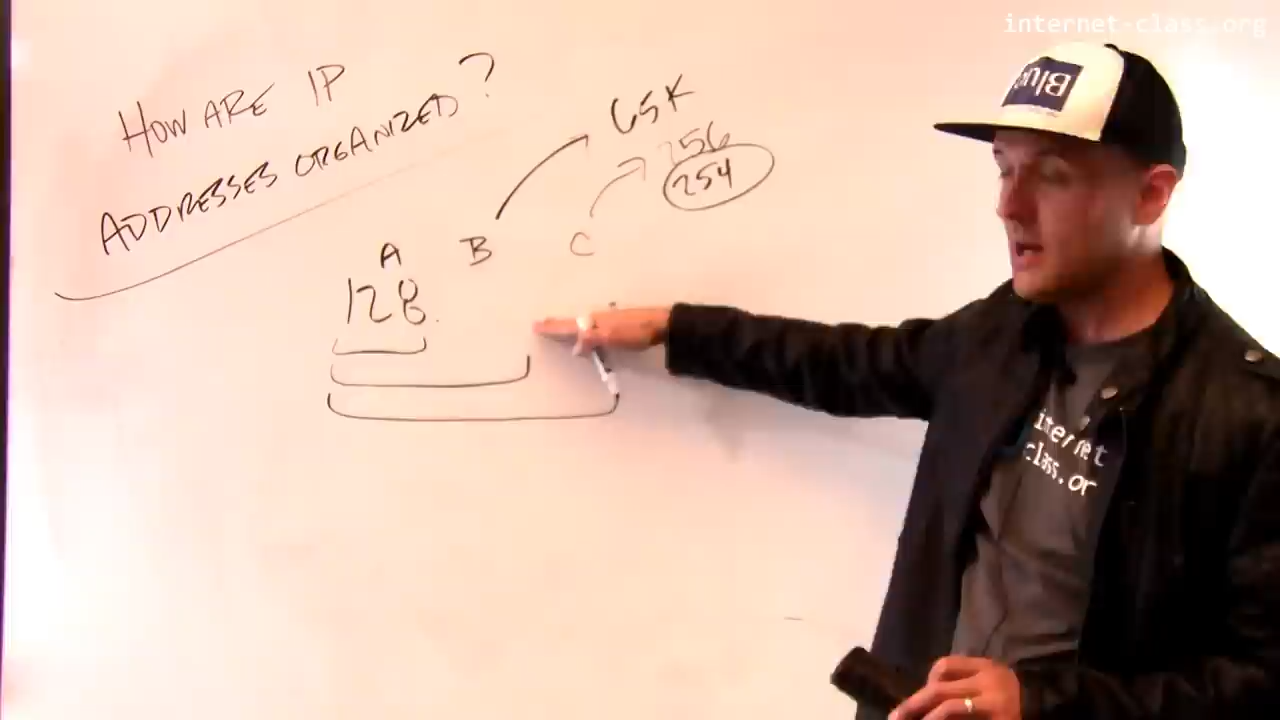 internet-class.org
HOW ARE IP
ADDRESSES ORGANIZED?
65K
256
254
A B C
128.
Blue
internet
class.or